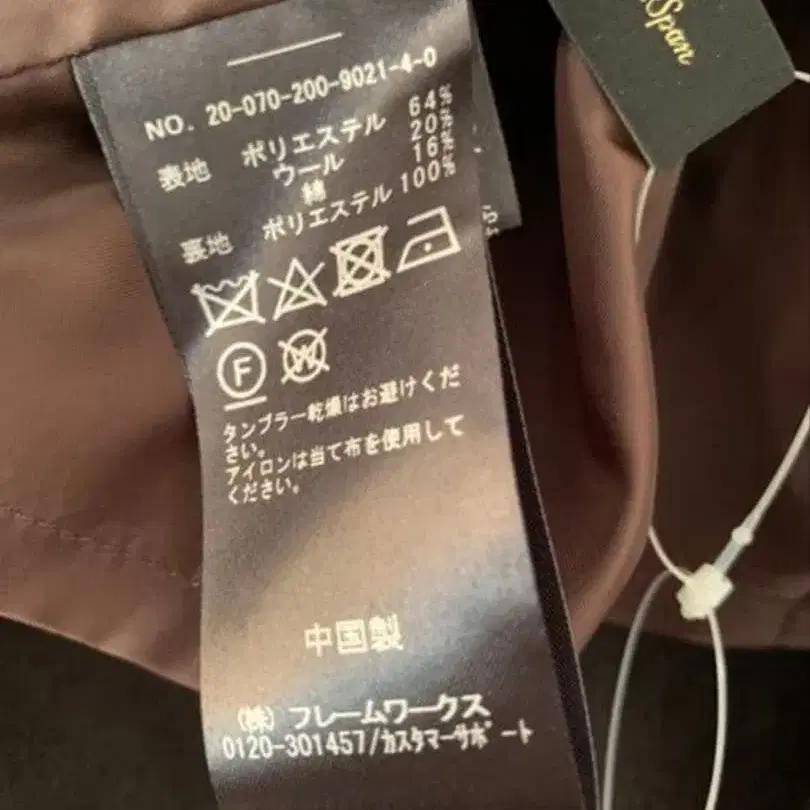 Span
NO. 20-070-200-9021-4-0
表地 ポリエステル 64%
ウール 20%
綿 16%
裏地 ポリエステル 100%
F W
タンブラー乾燥はお避けくだ
さい。
アイロンは当て布を使用して
ください。
中国製
(株) フレームワークス
0120-301457/カスタマーサポート